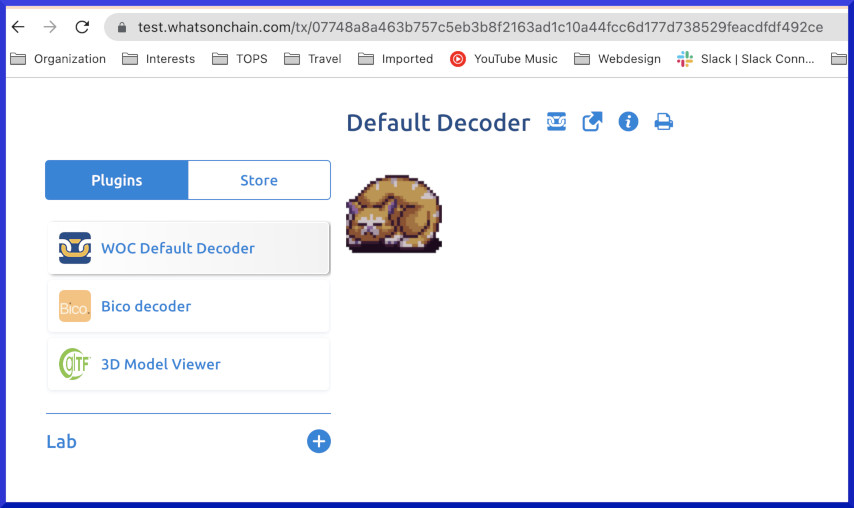 test.whatsonchain.com/tx/07748a8a463b757c5eb3b8f2163ad1c10a44fcc6d177d738529feacdfdf492ce
Organization Interests TOPS Travel Imported YouTube Music Webdesign Slack | Slack Conn...
Default Decoder
Plugins Store
WOC Default Decoder
Bico.
Bico decoder
glTF
3D Model Viewer
Lab